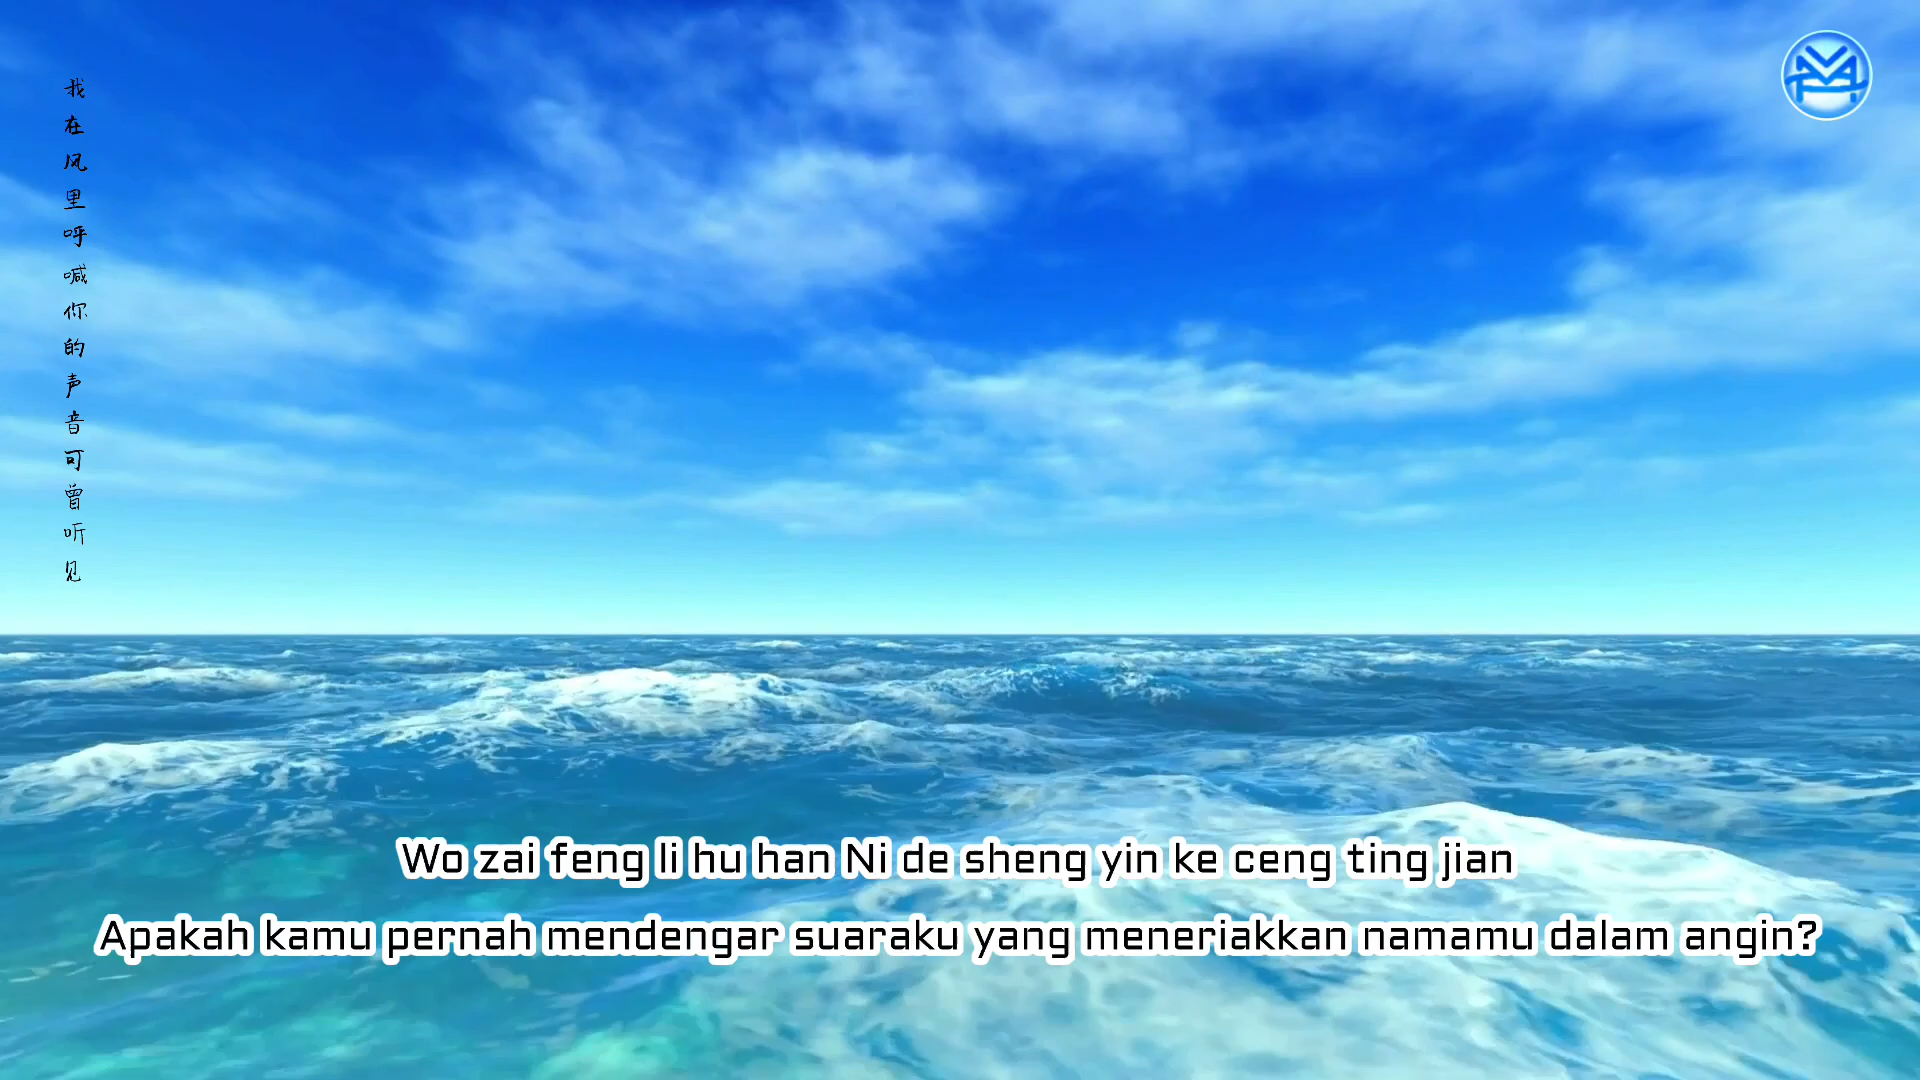 我在风里呼喊你的声音可曾听见
Wo zai feng li hu han Ni de sheng yin ke ceng ting jian
Apakah kamu pernah mendengar suaraku yang meneriakkan namamu dalam angin?